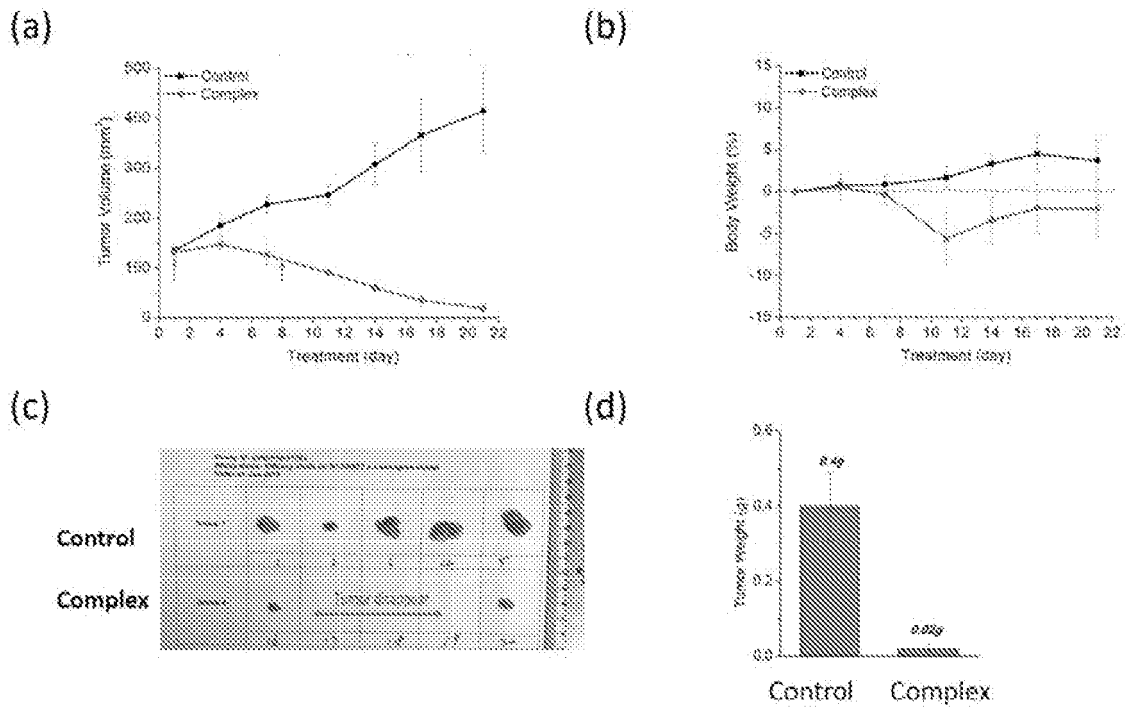 (a)
Control
Complex
Tumor Volume (mm³)
500
400
300
200
100
0
0 2 4 6 8 10 12 14 16 18 20 22
Treatment (day)
(b)
Control
Complex
Body Weight (%)
15
10
5
0
-5
-10
-15
0 2 4 6 8 10 12 14 16 18 20 22
Treatment (day)
(c)
Control
Complex
Tumor disappear
(d)
Tumor Weight (g)
0.6
0.4
0.2
0.0
0.4g
0.02g
Control Complex